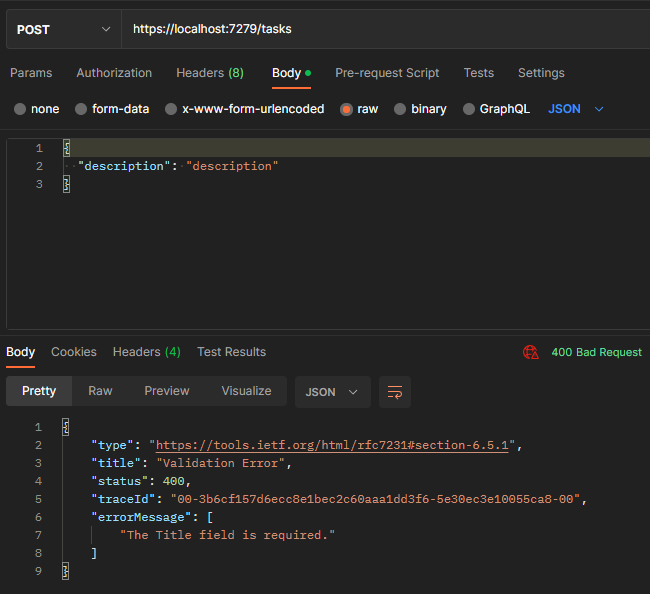 POST https://localhost:7279/tasks
Params Authorization Headers (8) Body Pre-request Script Tests Settings
none form-data x-www-form-urlencoded raw binary GraphQL JSON
1 {
2 "description": "description"
3 }
Body Cookies Headers (4) Test Results 400 Bad Request
Pretty Raw Preview Visualize JSON
1 {
2 "type": "https://tools.ietf.org/html/rfc7231#section-6.5.1",
3 "title": "Validation Error",
4 "status": 400,
5 "traceId": "00-3b6cf157d6ecc8e1bec2c60aaa1dd3f6-5e30ec3e10055ca8-00",
6 "errorMessage": [
7 "The Title field is required."
8 ]
9 }